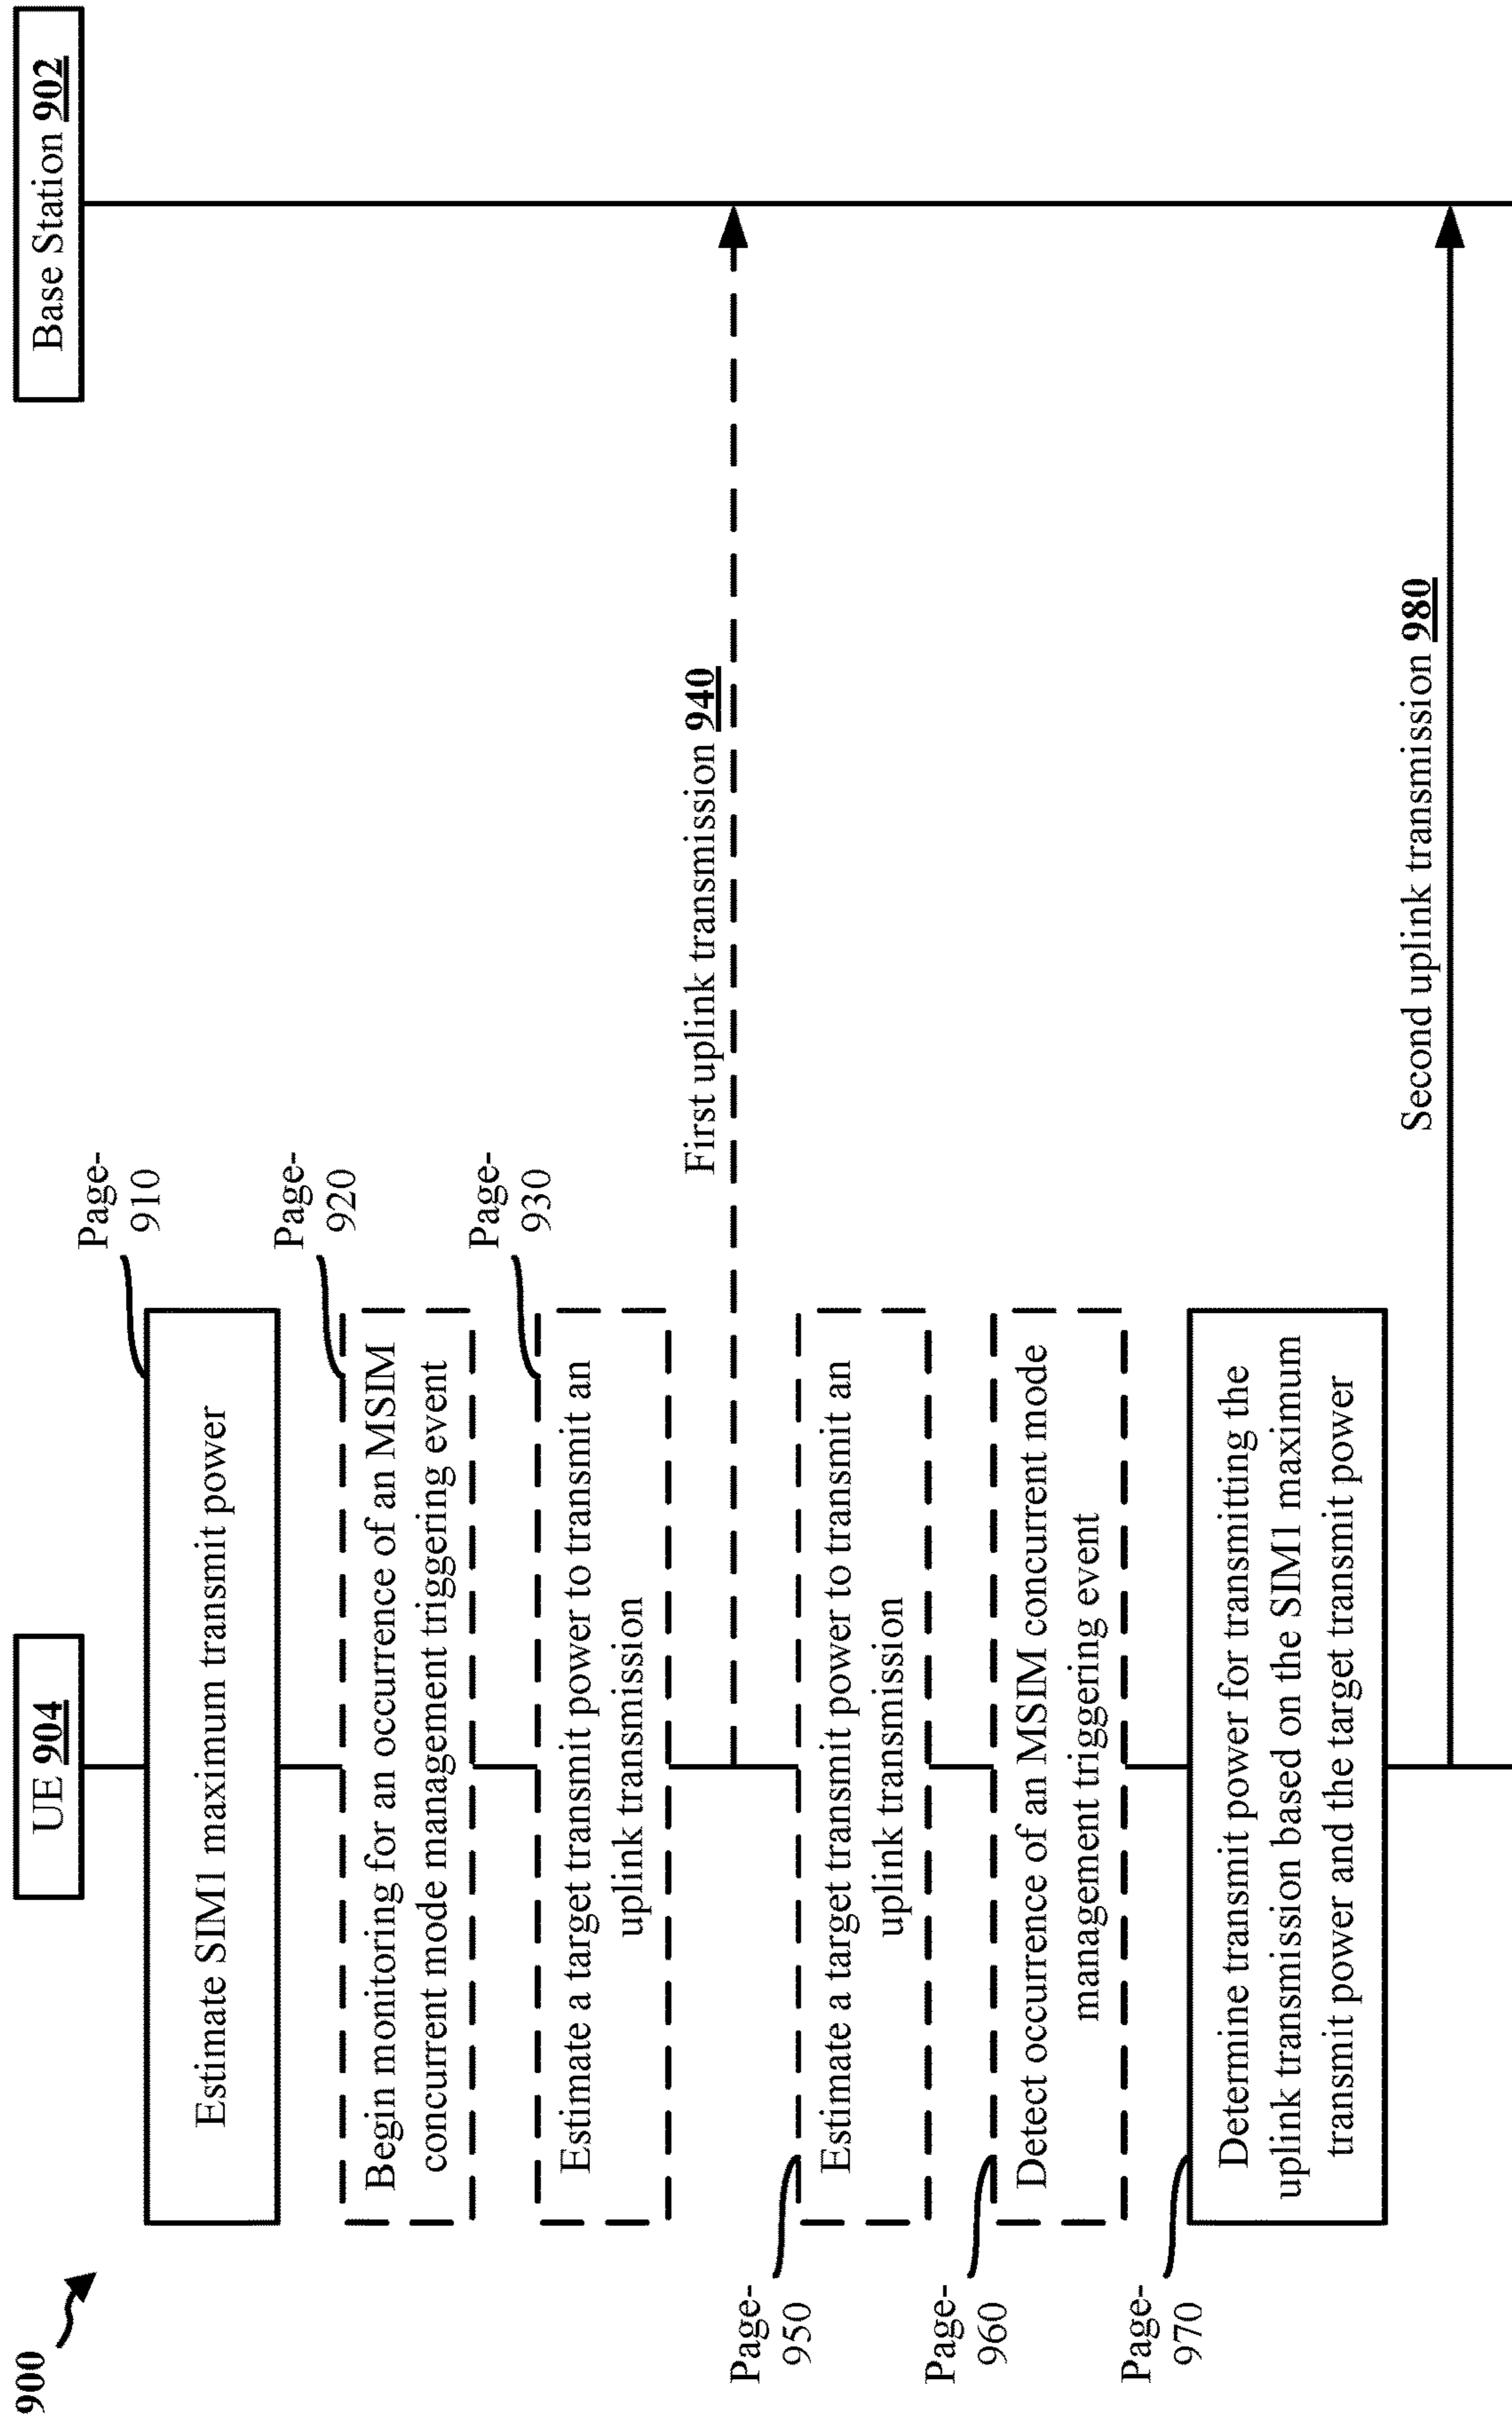 900
UE 904
Base Station 902
Page-
910
Estimate SIM1 maximum transmit power
Page-
920
Begin monitoring for an occurrence of an MSIM
concurrent mode management triggering event
Page-
930
Estimate a target transmit power to transmit an
uplink transmission
First uplink transmission 940
Page-
950
Estimate a target transmit power to transmit an
uplink transmission
Page-
960
Detect occurrence of an MSIM concurrent mode
management triggering event
Page-
970
Determine transmit power for transmitting the
uplink transmission based on the SIM1 maximum
transmit power and the target transmit power
Second uplink transmission 980